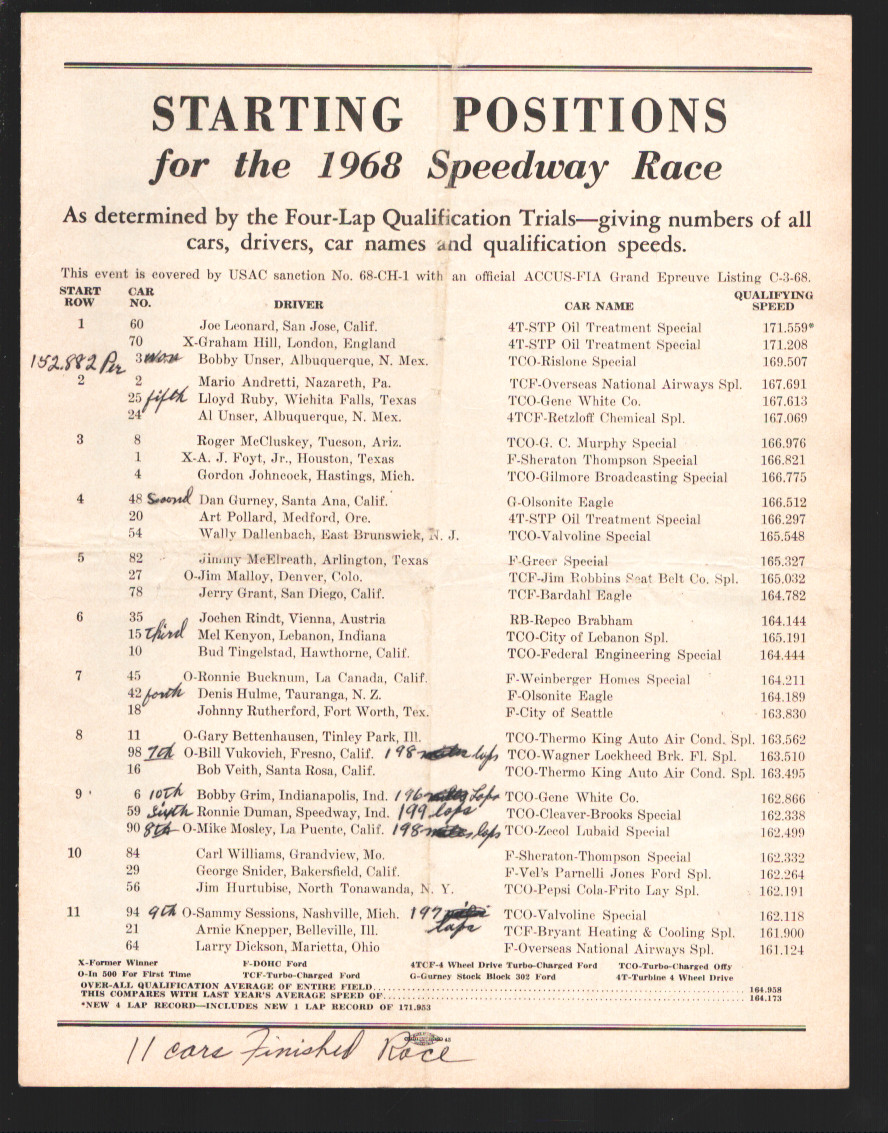 STARTING POSITIONS
for the 1968 Speedway Race
As determined by the Four-Lap Qualification Trials—giving numbers of all
cars, drivers, car names and qualification speeds.
This event is covered by USAC sanction No. 68-CH-1 with an official ACCUS-FIA Grand Epreuve Listing C-3-68.
START ROW CAR NO. DRIVER CAR NAME QUALIFYING SPEED
1 60 Joe Leonard, San Jose, Calif. 4T-STP Oil Treatment Special 171.559*
70 X-Graham Hill, London, England 4T-STP Oil Treatment Special 171.208
152.882 Per 3 won Bobby Unser, Albuquerque, N. Mex. TCO-Rislone Special 169.507
2 2 Mario Andretti, Nazareth, Pa. TCF-Overseas National Airways Spl. 167.691
25 fifth Lloyd Ruby, Wichita Falls, Texas TCO-Gene White Co. 167.613
24 Al Unser, Albuquerque, N. Mex. 4TCF-Retzloff Chemical Spl. 167.069
3 8 Roger McCluskey, Tucson, Ariz. TCO-G. C. Murphy Special 166.976
1 X-A. J. Foyt, Jr., Houston, Texas F-Sheraton Thompson Special 166.821
4 Gordon Johncock, Hastings, Mich. TCO-Gilmore Broadcasting Special 166.775
4 48 Second Dan Gurney, Santa Ana, Calif. G-Olsonite Eagle 166.512
20 Art Pollard, Medford, Ore. 4T-STP Oil Treatment Special 166.297
54 Wally Dallenbach, East Brunswick, N. J. TCO-Valvoline Special 165.548
5 82 Jimmy McElreath, Arlington, Texas F-Greer Special 165.327
27 O-Jim Malloy, Denver, Colo. TCF-Jim Robbins Seat Belt Co. Spl. 165.032
78 Jerry Grant, San Diego, Calif. TCF-Bardahl Eagle 164.782
6 35 Jochen Rindt, Vienna, Austria RB-Repco Brabham 164.144
15 third Mel Kenyon, Lebanon, Indiana TCO-City of Lebanon Spl. 165.191
10 Bud Tingelstad, Hawthorne, Calif. TCO-Federal Engineering Special 164.444
7 45 O-Ronnie Bucknum, La Canada, Calif. F-Weinberger Homes Special 164.211
42 forth Denis Hulme, Tauranga, N. Z. F-Olsonite Eagle 164.189
18 Johnny Rutherford, Fort Worth, Tex. F-City of Seattle 163.830
8 11 O-Gary Bettenhausen, Tinley Park, Ill. TCO-Thermo King Auto Air Cond. Spl. 163.562
98 7th O-Bill Vukovich, Fresno, Calif. 198 miles laps TCO-Wagner Lockheed Brk. Fl. Spl. 163.510
16 Bob Veith, Santa Rosa, Calif. TCO-Thermo King Auto Air Cond. Spl. 163.495
9 6 10th Bobby Grim, Indianapolis, Ind. 196 miles Laps TCO-Gene White Co. 162.866
59 Sixth Ronnie Duman, Speedway, Ind. 199 laps TCO-Cleaver-Brooks Special 162.338
90 8th O-Mike Mosley, La Puente, Calif. 198 miles laps TCO-Zecol Lubaid Special 162.499
10 84 Carl Williams, Grandview, Mo. F-Sheraton-Thompson Special 162.332
29 George Snider, Bakersfield, Calif. F-Vel's Parnelli Jones Ford Spl. 162.264
56 Jim Hurtubise, North Tonawanda, N. Y. TCO-Pepsi Cola-Frito Lay Spl. 162.191
11 94 9th O-Sammy Sessions, Nashville, Mich. 197 miles TCO-Valvoline Special 162.118
21 Arnie Knepper, Belleville, Ill. laps TCF-Bryant Heating & Cooling Spl. 161.900
64 Larry Dickson, Marietta, Ohio F-Overseas National Airways Spl. 161.124
X-Former Winner F-DOHC Ford 4TCF-4 Wheel Drive Turbo-Charged Ford TCO-Turbo-Charged Offy
O-In 500 For First Time TCF-Turbo-Charged Ford G-Gurney Stock Block 302 Ford 4T-Turbine 4 Wheel Drive
OVER-ALL QUALIFICATION AVERAGE OF ENTIRE FIELD 164.958
THIS COMPARES WITH LAST YEAR'S AVERAGE SPEED OF 164.173
*NEW 4 LAP RECORD—INCLUDES NEW 1 LAP RECORD OF 171.953
11 cars Finished Race